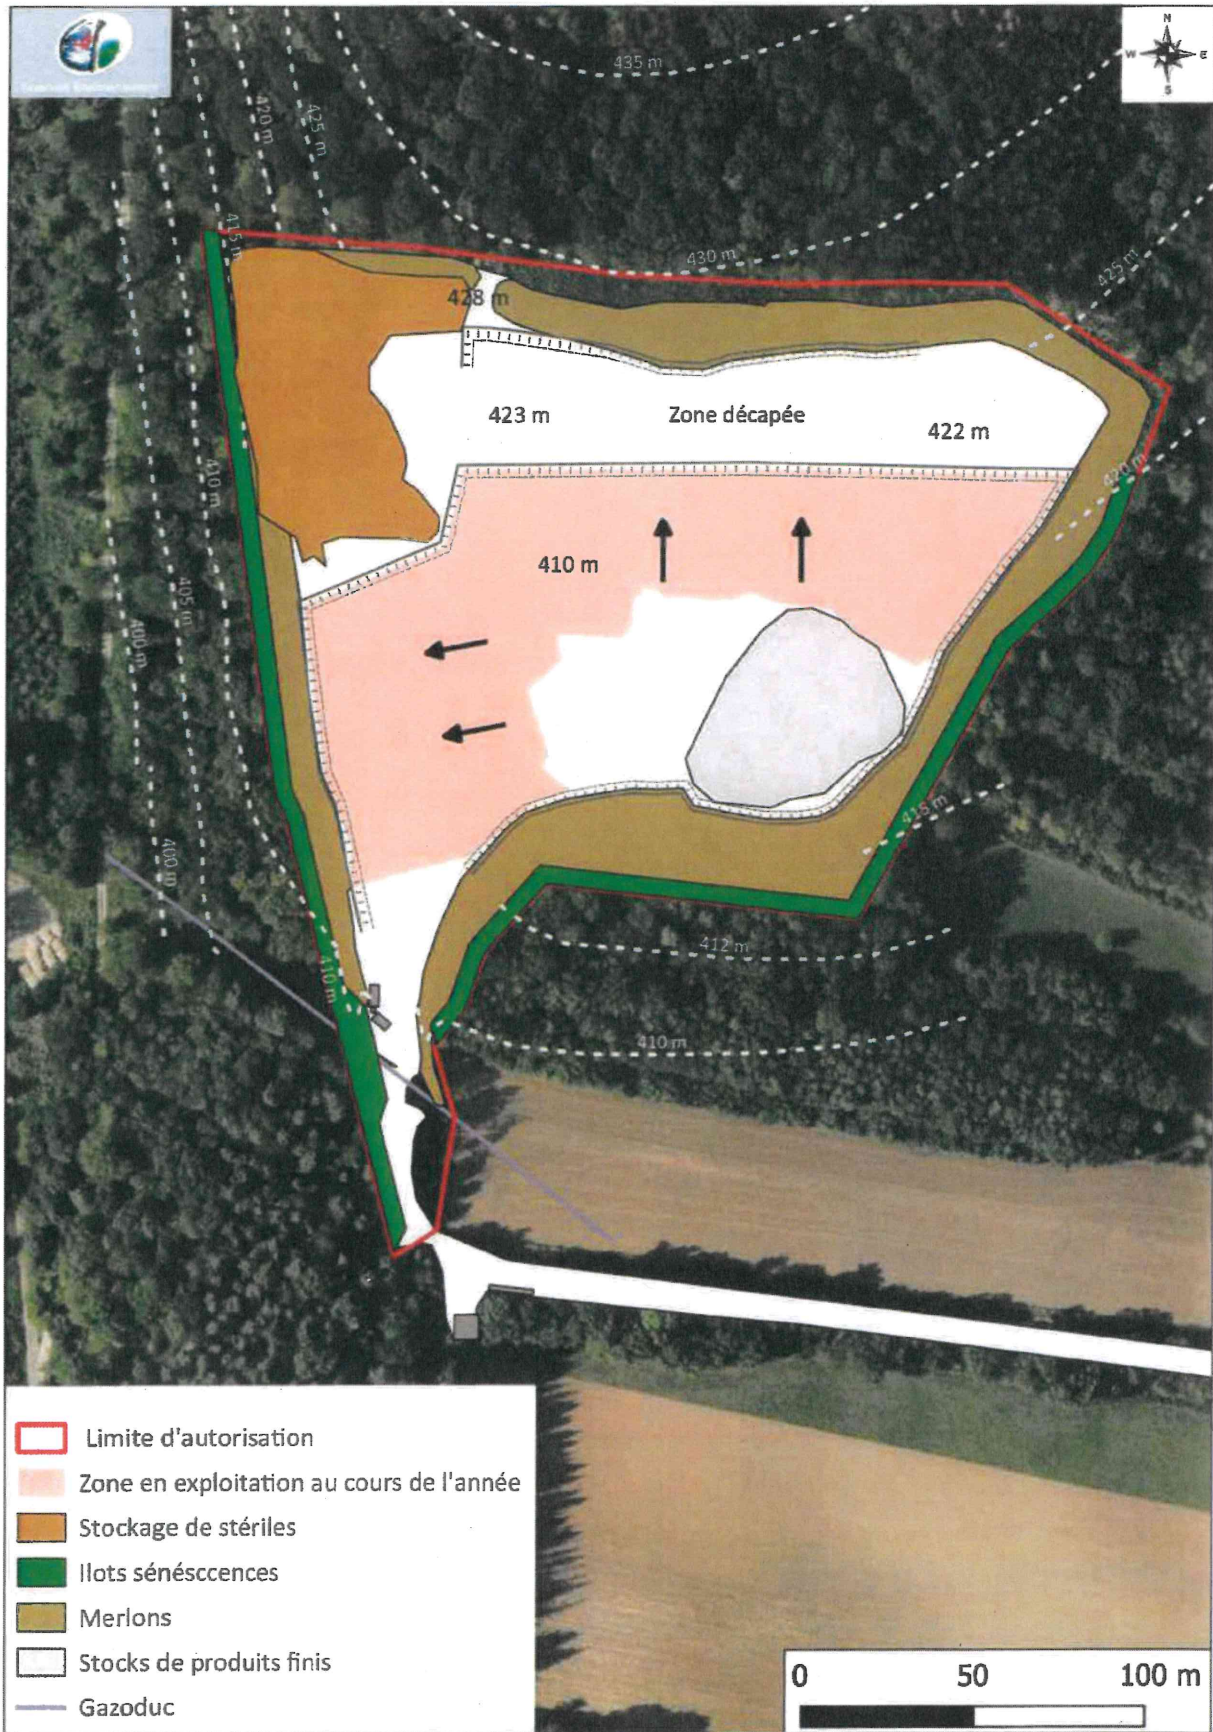 N
W E
S
435 m
420 m
425 m
415 m
430 m
425 m
428 m
423 m
Zone décapée
422 m
420 m
410 m
410 m
405 m
400 m
415 m
400 m
412 m
410 m
410 m
Limite d'autorisation
Zone en exploitation au cours de l'année
Stockage de stériles
Ilots sénésccences
Merlons
Stocks de produits finis
Gazoduc
0 50 100 m